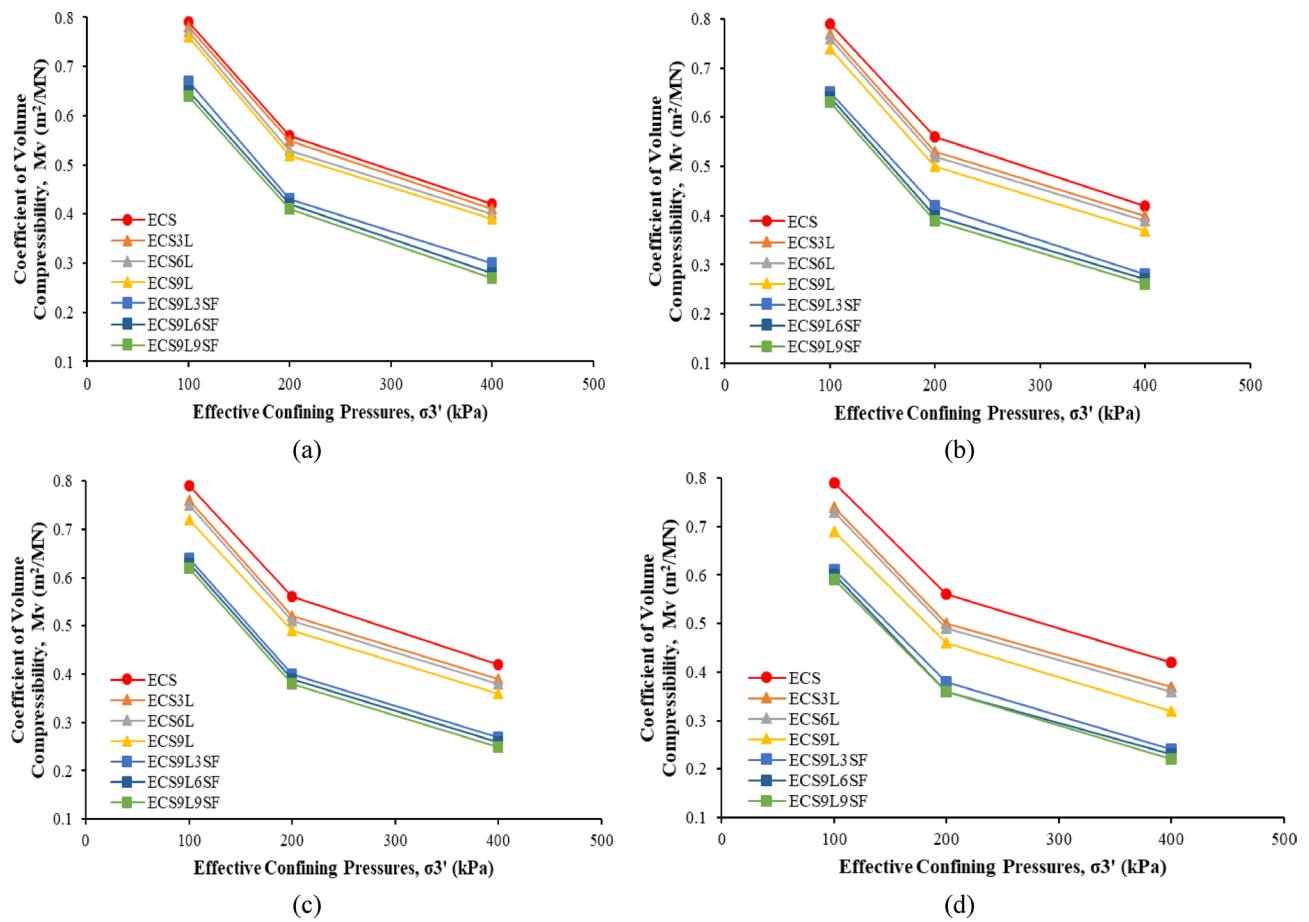 Coefficient of Volume
Compressibility, Mv (m²/MN)
0.8
0.7
0.6
0.5
0.4
0.3
0.2
0.1
ECS
ECS3L
ECS6L
ECS9L
ECS9L3SF
ECS9L6SF
ECS9L9SF
0 100 200 300 400 500
Effective Confining Pressures, σ3' (kPa)
(a)
Coefficient of Volume
Compressibility, Mv (m²/MN)
0.8
0.7
0.6
0.5
0.4
0.3
0.2
0.1
ECS
ECS3L
ECS6L
ECS9L
ECS9L3SF
ECS9L6SF
ECS9L9SF
0 100 200 300 400 500
Effective Confining Pressures, σ3' (kPa)
(b)
Coefficient of Volume
Compressibility, Mv (m²/MN)
0.8
0.7
0.6
0.5
0.4
0.3
0.2
0.1
ECS
ECS3L
ECS6L
ECS9L
ECS9L3SF
ECS9L6SF
ECS9L9SF
0 100 200 300 400 500
Effective Confining Pressures, σ3' (kPa)
(c)
Coefficient of Volume
Compressibility, Mv (m²/MN)
0.8
0.7
0.6
0.5
0.4
0.3
0.2
0.1
ECS
ECS3L
ECS6L
ECS9L
ECS9L3SF
ECS9L6SF
ECS9L9SF
0 100 200 300 400 500
Effective Confining Pressures, σ3' (kPa)
(d)